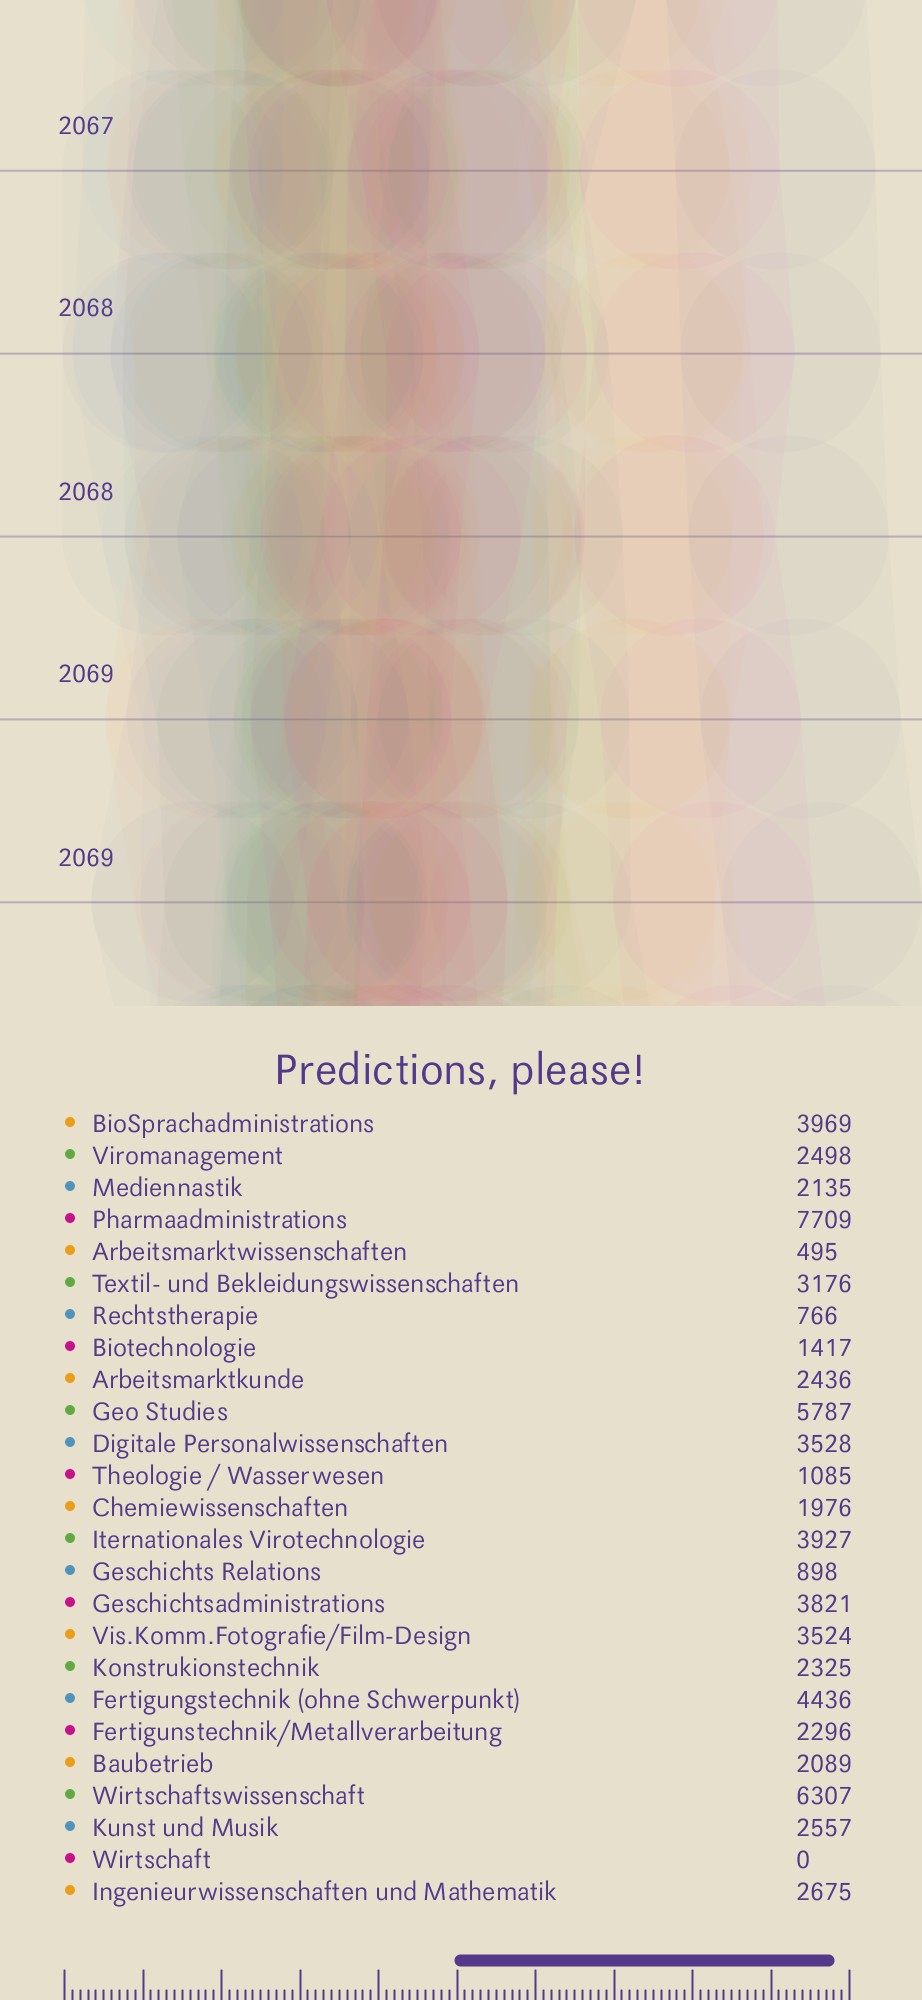 2067
2068
2068
2069
2069
Predictions, please!
BioSprachadministrations 3969
Viromanagement 2498
Mediennastik 2135
Pharmaadministrations 7709
Arbeitsmarktwissenschaften 495
Textil- und Bekleidungswissenschaften 3176
Rechtstherapie 766
Biotechnologie 1417
Arbeitsmarktkunde 2436
Geo Studies 5787
Digitale Personalwissenschaften 3528
Theologie / Wasserwesen 1085
Chemiewissenschaften 1976
Iternationales Virotechnologie 3927
Geschichts Relations 898
Geschichtsadministrations 3821
Vis.Komm.Fotografie/Film-Design 3524
Konstrukionstechnik 2325
Fertigungstechnik (ohne Schwerpunkt) 4436
Fertigunstechnik/Metallverarbeitung 2296
Baubetrieb 2089
Wirtschaftswissenschaft 6307
Kunst und Musik 2557
Wirtschaft 0
Ingenieurwissenschaften und Mathematik 2675